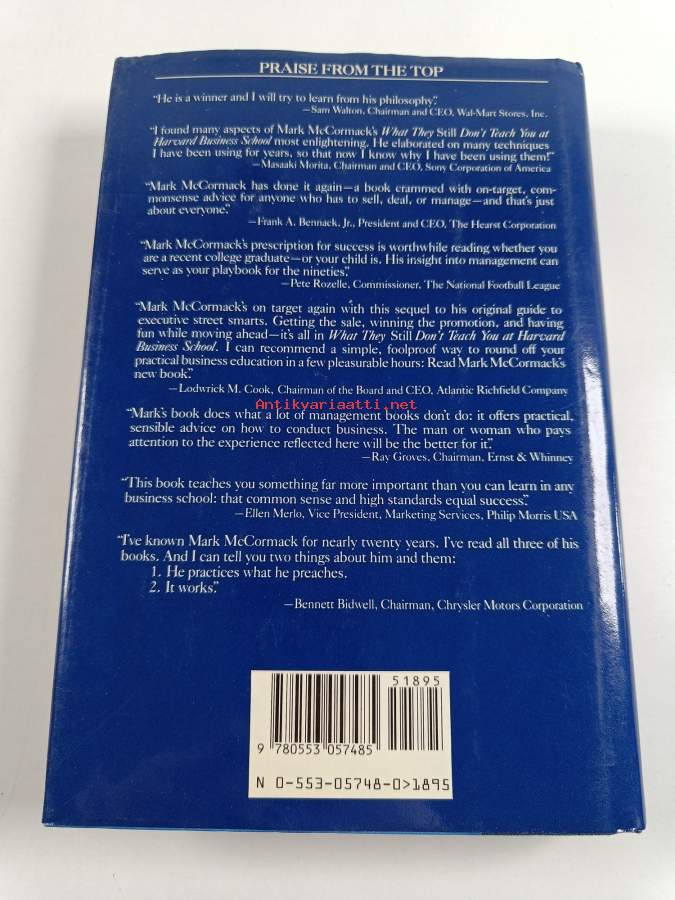 PRAISE FROM THE TOP
"He is a winner and I will try to learn from his philosophy."
—Sam Walton, Chairman and CEO, Wal-Mart Stores, Inc.
"I found many aspects of Mark McCormack's What They Still Don't Teach You at
Harvard Business School most enlightening. He elaborated on many techniques
I have been using for years, so that now I know why I have been using them!"
—Masaaki Morita, Chairman and CEO, Sony Corporation of America
"Mark McCormack has done it again—a book crammed with on-target, com-
monsense advice for anyone who has to sell, deal, or manage—and that's just
about everyone."
—Frank A. Bennack, Jr., President and CEO, The Hearst Corporation
"Mark McCormack's prescription for success is worthwhile reading whether you
are a recent college graduate—or your child is. His insight into management can
serve as your playbook for the nineties."
—Pete Rozelle, Commissioner, The National Football League
"Mark McCormack's on target again with this sequel to his original guide to
executive street smarts. Getting the sale, winning the promotion, and having
fun while moving ahead—it's all in What They Still Don't Teach You at Harvard
Business School. I can recommend a simple, foolproof way to round off your
practical business education in a few pleasurable hours: Read Mark McCormack's
new book."
—Lodwrick M. Cook, Chairman of the Board and CEO, Atlantic Richfield Company
Antikvariaatti.net
"Mark's book does what a lot of management books don't do: it offers practical,
sensible advice on how to conduct business. The man or woman who pays
attention to the experience reflected here will be the better for it."
—Ray Groves, Chairman, Ernst & Whinney
"This book teaches you something far more important than you can learn in any
business school: that common sense and high standards equal success."
—Ellen Merlo, Vice President, Marketing Services, Philip Morris USA
"I've known Mark McCormack for nearly twenty years. I've read all three of his
books. And I can tell you two things about him and them:
1. He practices what he preaches.
2. It works."
—Bennett Bidwell, Chairman, Chrysler Motors Corporation
51895
9 780553 057485
N 0-553-05748-0>1895